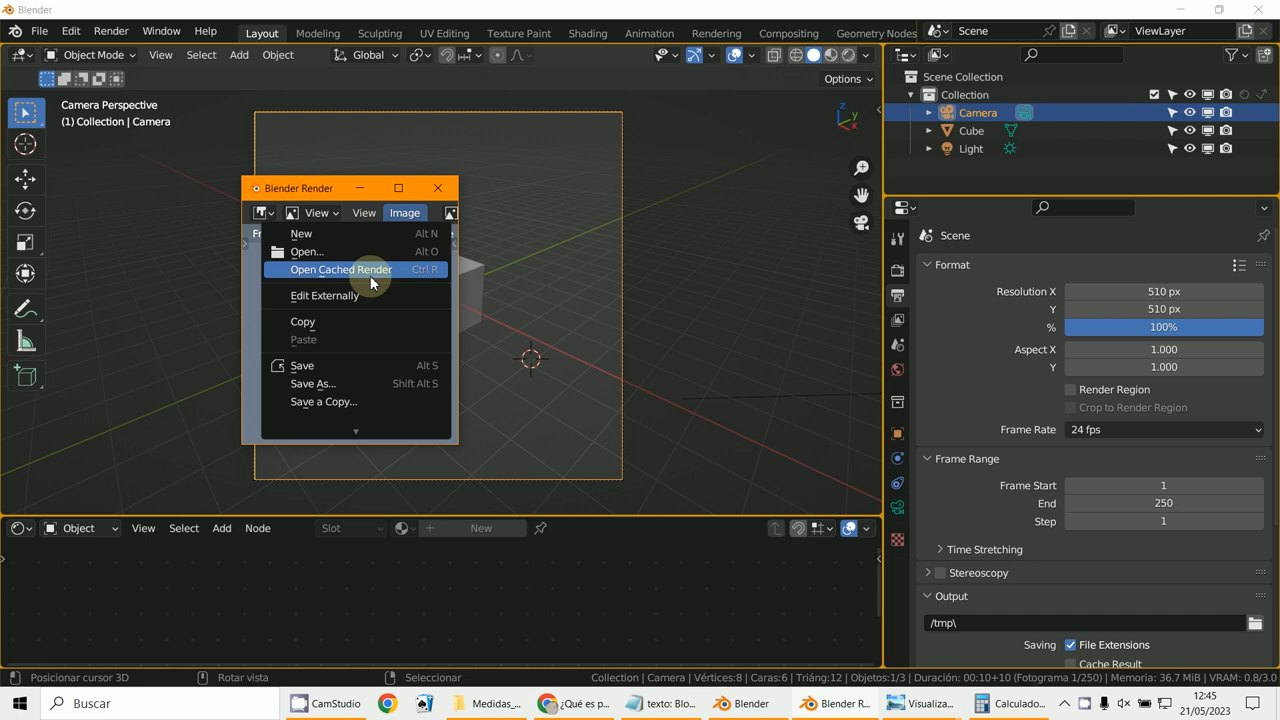 Blender
File Edit Render Window Help Layout Modeling Sculpting UV Editing Texture Paint Shading Animation Rendering Compositing Geometry Nodes Scene ViewLayer
Object Mode View Select Add Object Global
Options
Camera Perspective
(1) Collection | Camera
Z
Y
X
Blender Render
View View Image
Fr
New Alt N
Open... Alt O
Open Cached Render Ctrl R
Edit Externally
Copy
Paste
Save Alt S
Save As... Shift Alt S
Save a Copy...
Scene Collection
Collection
Camera
Cube
Light
Scene
Format
Resolution X 510 px
Y 510 px
% 100%
Aspect X 1.000
Y 1.000
Render Region
Crop to Render Region
Frame Rate 24 fps
Frame Range
Frame Start 1
End 250
Step 1
Time Stretching
Stereoscopy
Output
/tmp\
Saving File Extensions
Cache Result
Object View Select Add Node Slot New
Posicionar cursor 3D Rotar vista Seleccionar Collection | Camera | Vértices:8 | Caras:6 | Triáng:12 | Objetos:1/3 | Duración: 00:10+10 (Fotograma 1/250) | Memoria: 36.7 MiB | VRAM: 0.8/3.0
Buscar CamStudio Medidas_... ¿Qué es p... texto: Blo... Blender Blender R... Visualiza... Calculado... 12:45
21/05/2023